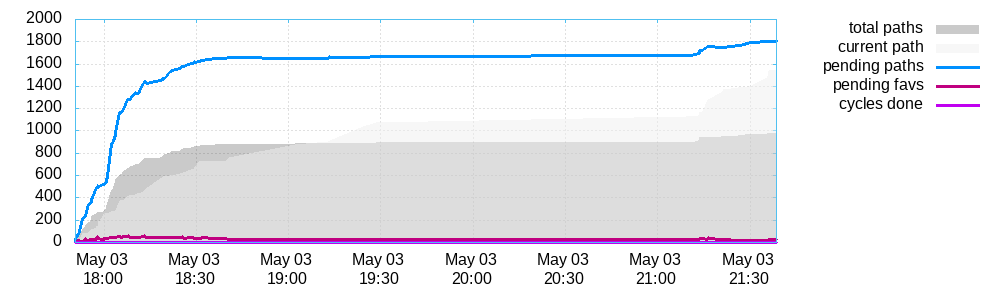 2000
1800
1600
1400
1200
1000
800
600
400
200
0
May 03 May 03 May 03 May 03 May 03 May 03 May 03 May 03
18:00 18:30 19:00 19:30 20:00 20:30 21:00 21:30
total paths
current path
pending paths
pending favs
cycles done